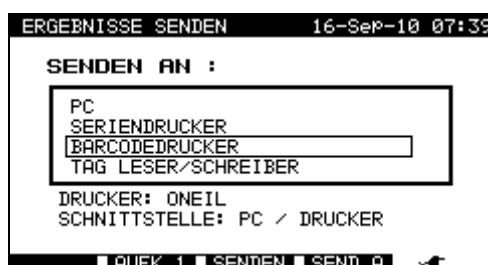 ERGEBNISSE SENDEN 16-Sep-10 07:39
SENDEN AN :
PC
SERIENDRUCKER
BARCODEDRUCKER
TAG LESER/SCHREIBER
DRUCKER: ONEIL
SCHNITTSTELLE: PC / DRUCKER
SENDEN SEND